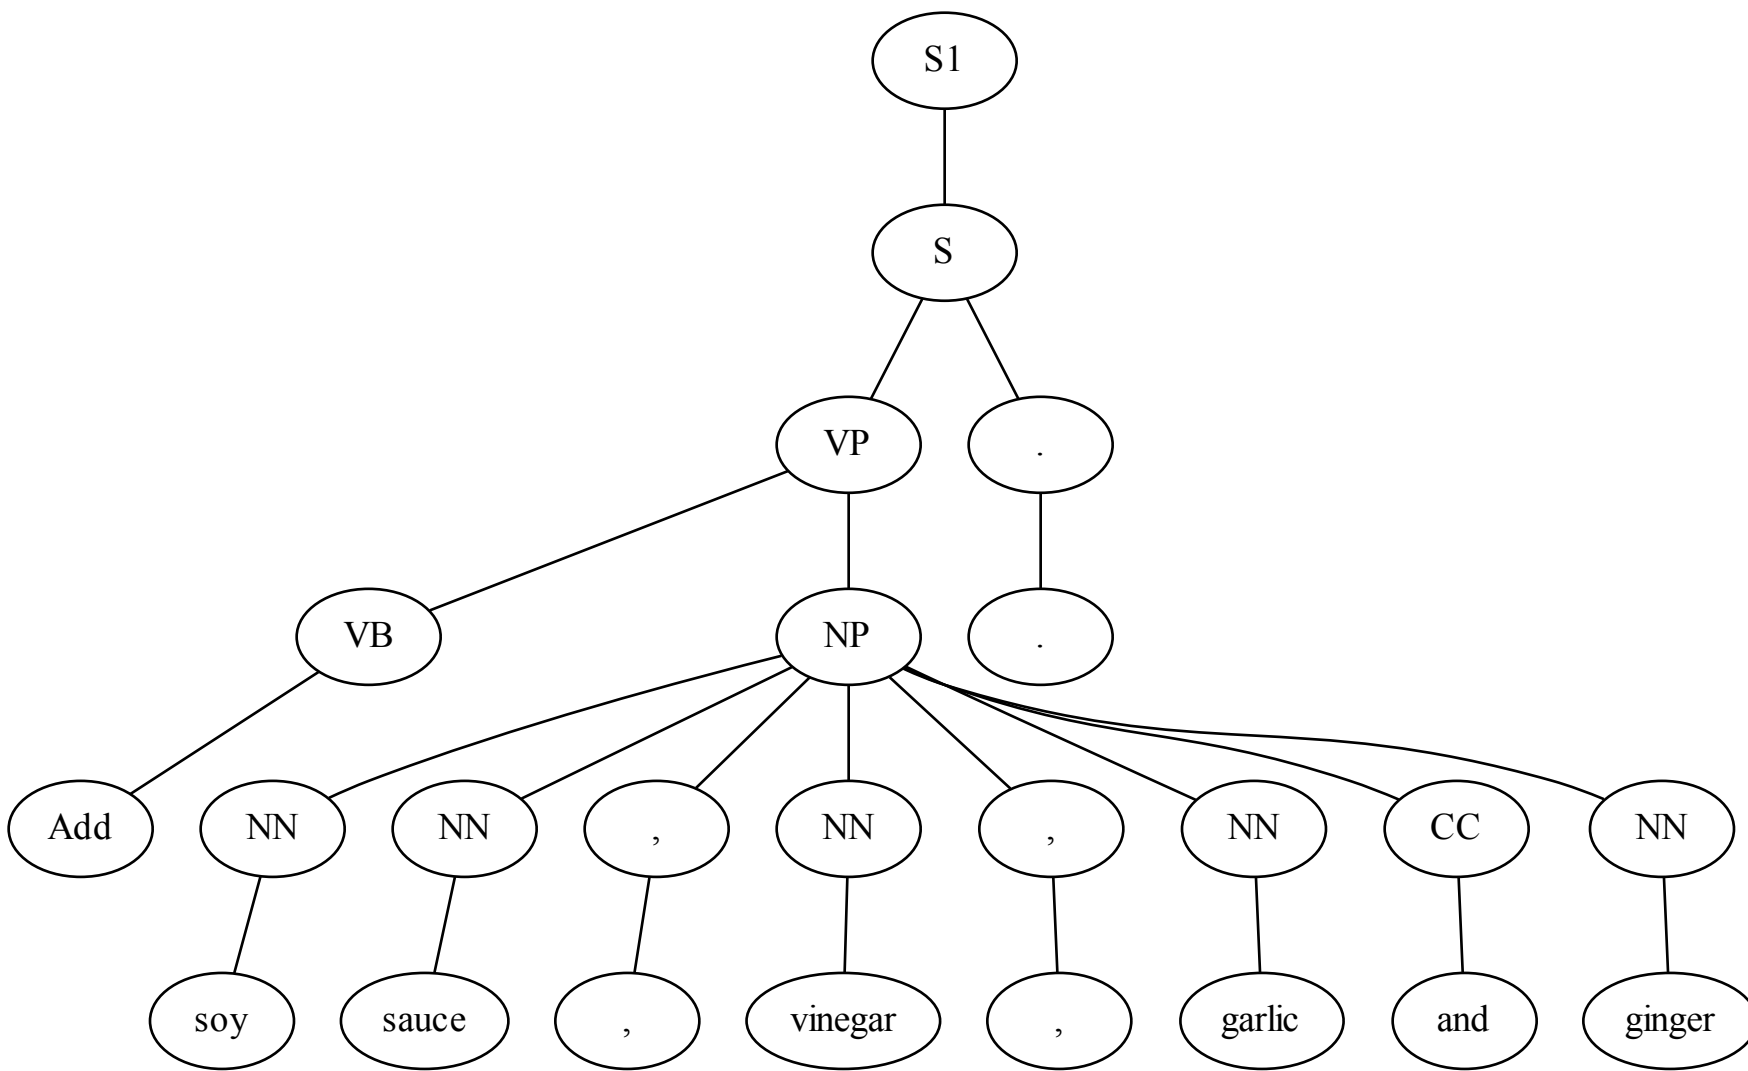 S1
S
VP .
VB NP .
Add NN NN , NN , NN CC NN
soy sauce , vinegar , garlic and ginger